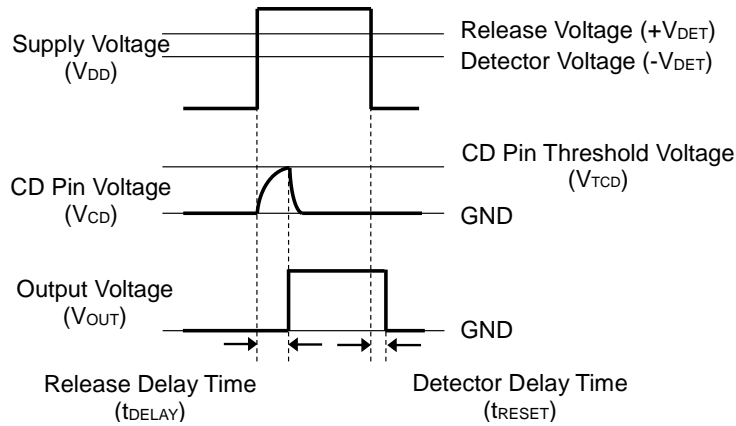 Supply Voltage
(VDD)
Release Voltage (+VDET)
Detector Voltage (-VDET)
CD Pin Voltage
(VCD)
CD Pin Threshold Voltage
(VTCD)
GND
Output Voltage
(VOUT)
GND
Release Delay Time
(tDELAY)
Detector Delay Time
(tRESET)